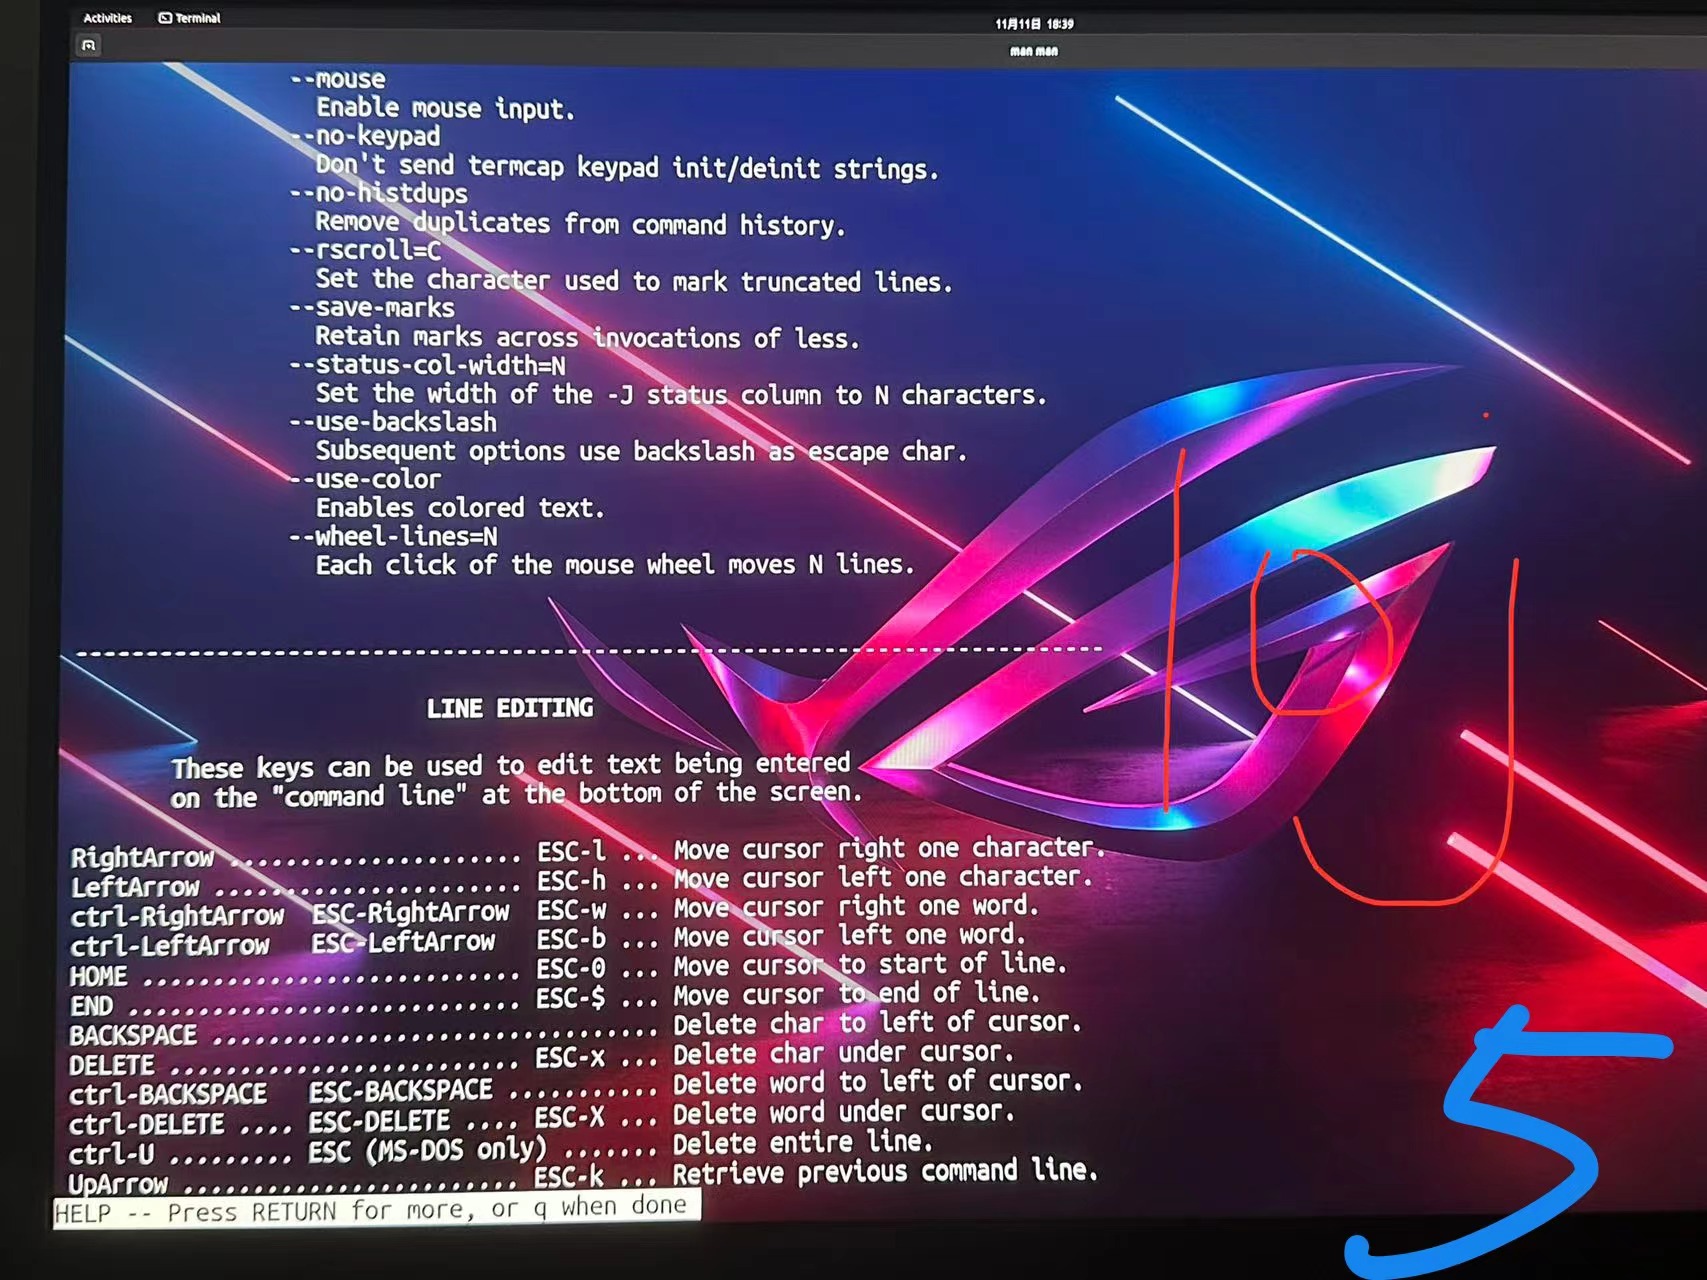 Activities Terminal 11月11日 18:39
man man
--mouse
Enable mouse input.
--no-keypad
Don't send termcap keypad init/deinit strings.
--no-histdups
Remove duplicates from command history.
--rscroll=C
Set the character used to mark truncated lines.
--save-marks
Retain marks across invocations of less.
--status-col-width=N
Set the width of the -J status column to N characters.
--use-backslash
Subsequent options use backslash as escape char.
--use-color
Enables colored text.
--wheel-lines=N
Each click of the mouse wheel moves N lines.
---------------------------------------------------------------------------
LINE EDITING
These keys can be used to edit text being entered
on the "command line" at the bottom of the screen.
RightArrow ..................... ESC-l ... Move cursor right one character.
LeftArrow ...................... ESC-h ... Move cursor left one character.
ctrl-RightArrow  ESC-RightArrow  ESC-w ... Move cursor right one word.
ctrl-LeftArrow   ESC-LeftArrow   ESC-b ... Move cursor left one word.
HOME ........................... ESC-0 ... Move cursor to start of line.
END ............................ ESC-$ ... Move cursor to end of line.
BACKSPACE ................................ Delete char to left of cursor.
DELETE ......................... ESC-x ... Delete char under cursor.
ctrl-BACKSPACE   ESC-BACKSPACE ........... Delete word to left of cursor.
ctrl-DELETE .... ESC-DELETE .... ESC-X ... Delete word under cursor.
ctrl-U ......... ESC (MS-DOS only) ....... Delete entire line.
UpArrow ........................ ESC-k ... Retrieve previous command line.
HELP -- Press RETURN for more, or q when done
5